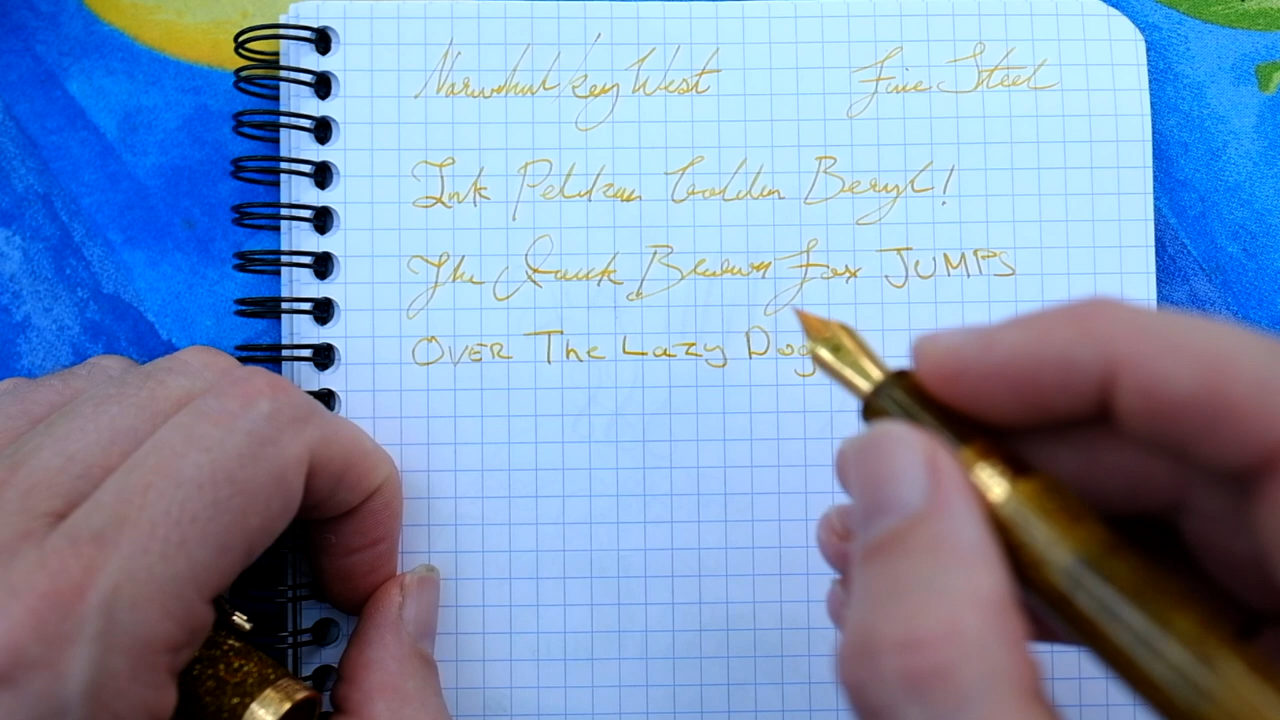 Narwhal Key West Fine Steel
Ink Pelikan Golden Beryl!
The Quick Brown Fox JUMPS
OVER The Lazy Dog